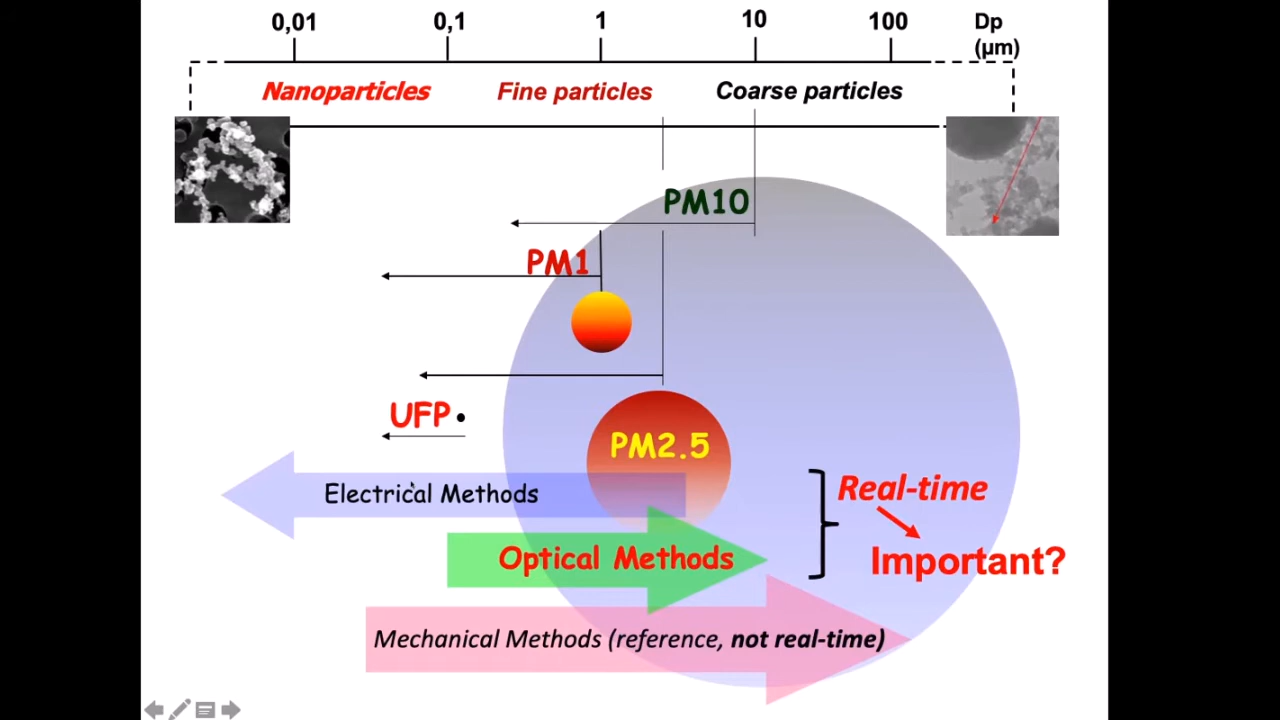 0,01 0,1 1 10 100 Dp
(µm)
Nanoparticles Fine particles Coarse particles
PM10
PM1
UFP
PM2.5
Electrical Methods
Real-time
Optical Methods
Important?
Mechanical Methods (reference, not real-time)